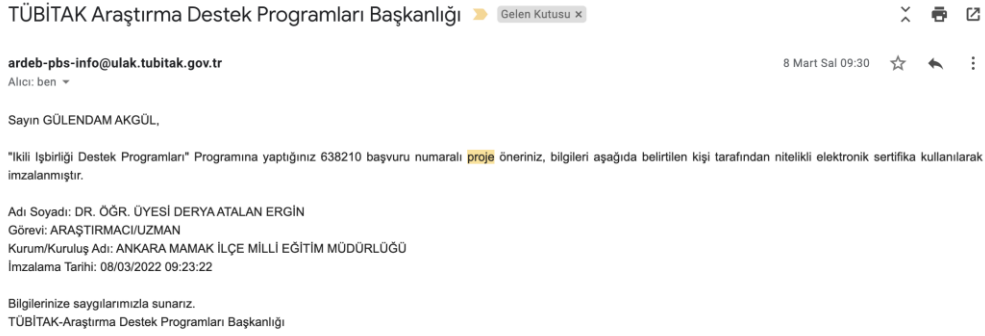 TÜBİTAK Araştırma Destek Programları Başkanlığı
Gelen Kutusu ×
ardeb-pbs-info@ulak.tubitak.gov.tr
8 Mart Sal 09:30
Alıcı: ben
Sayın GÜLENDAM AKGÜL,
"Ikili Işbirliği Destek Programları" Programına yaptığınız 638210 başvuru numaralı proje öneriniz, bilgileri aşağıda belirtilen kişi tarafından nitelikli elektronik sertifika kullanılarak
imzalanmıştır.
Adı Soyadı: DR. ÖĞR. ÜYESİ DERYA ATALAN ERGİN
Görevi: ARAŞTIRMACI/UZMAN
Kurum/Kuruluş Adı: ANKARA MAMAK İLÇE MİLLİ EĞİTİM MÜDÜRLÜĞÜ
İmzalama Tarihi: 08/03/2022 09:23:22
Bilgilerinize saygılarımızla sunarız.
TÜBİTAK-Araştırma Destek Programları Başkanlığı